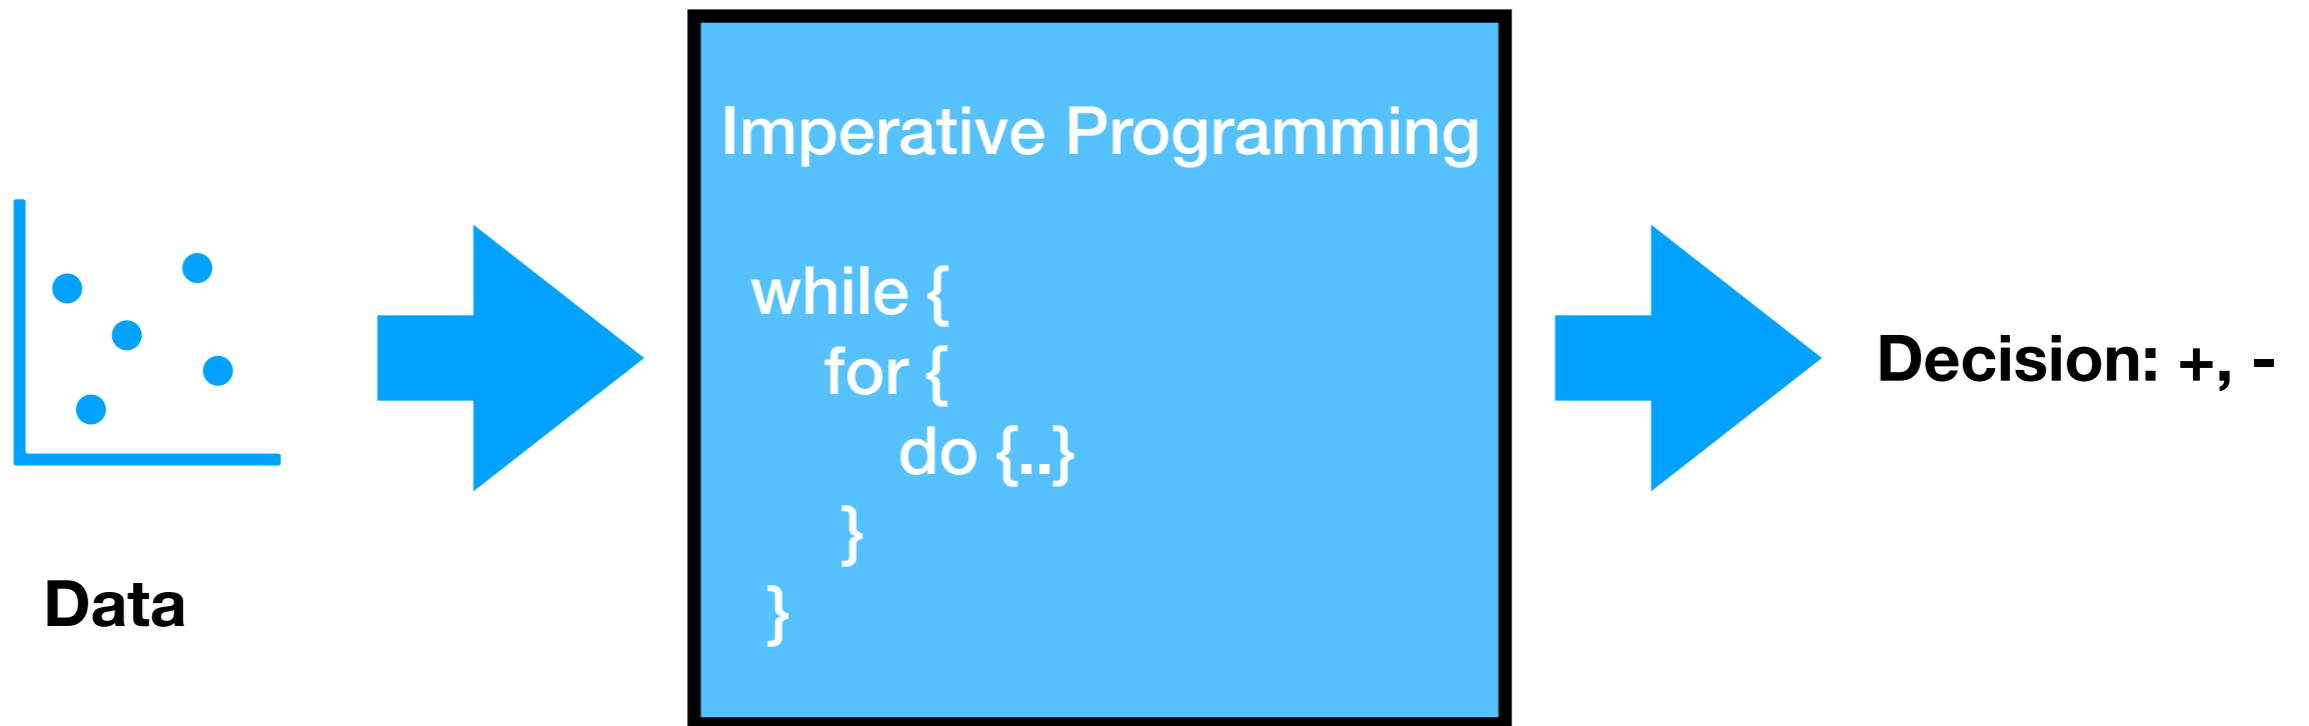 Imperative Programming
while {
for {
do {..}
}
}
Data
Decision: +, -